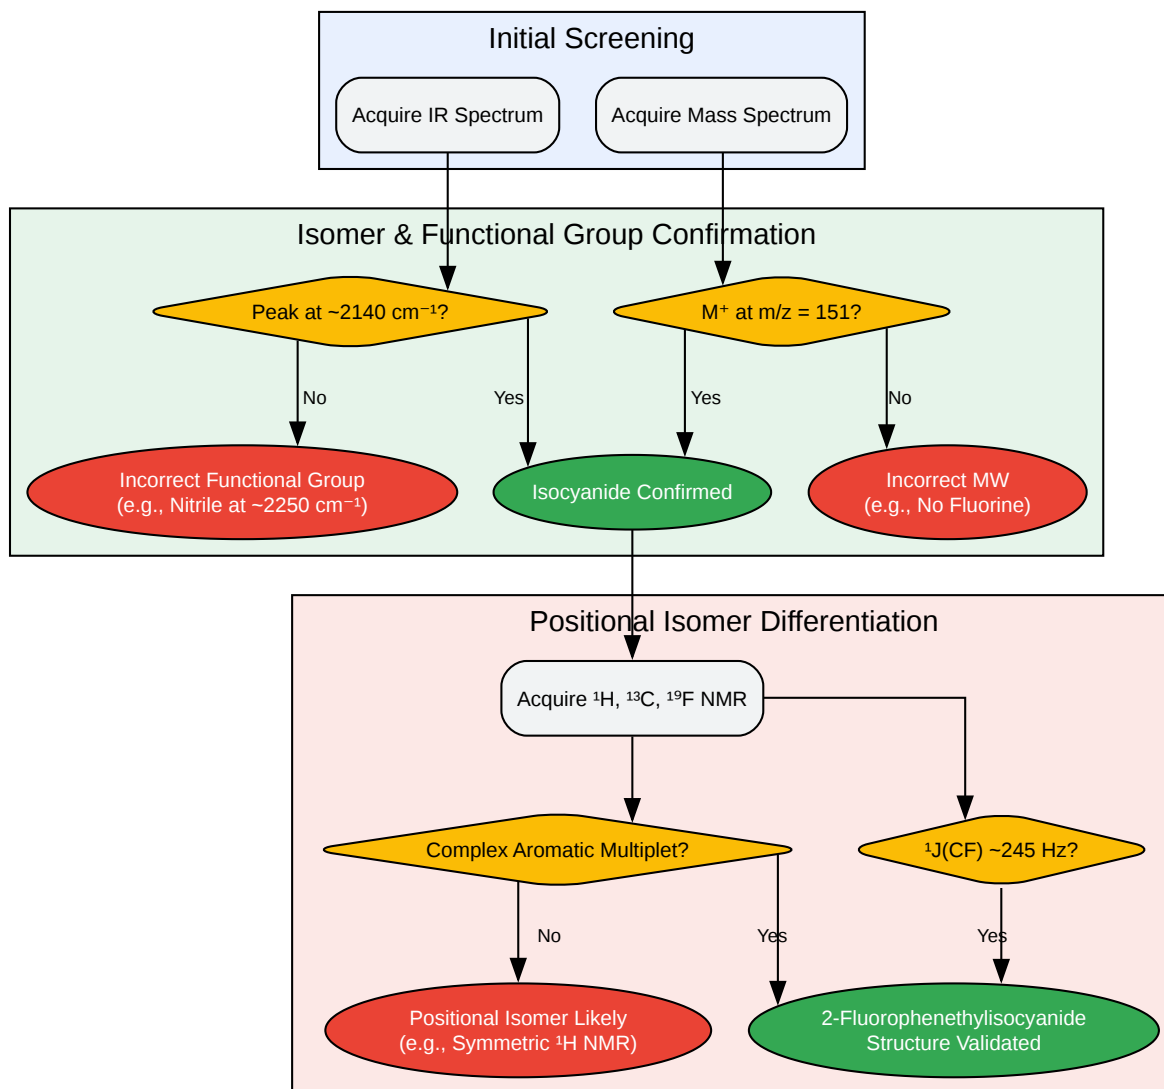 Initial Screening
Acquire IR Spectrum
Acquire Mass Spectrum
Isomer & Functional Group Confirmation
Peak at ~2140 cm⁻¹?
M⁺ at m/z = 151?
No
Yes
Yes
No
Incorrect Functional Group
(e.g., Nitrile at ~2250 cm⁻¹)
Isocyanide Confirmed
Incorrect MW
(e.g., No Fluorine)
Positional Isomer Differentiation
Acquire ¹H, ¹³C, ¹⁹F NMR
Complex Aromatic Multiplet?
¹J(CF) ~245 Hz?
No
Yes
Yes
Positional Isomer Likely
(e.g., Symmetric ¹H NMR)
2-Fluorophenethylisocyanide
Structure Validated